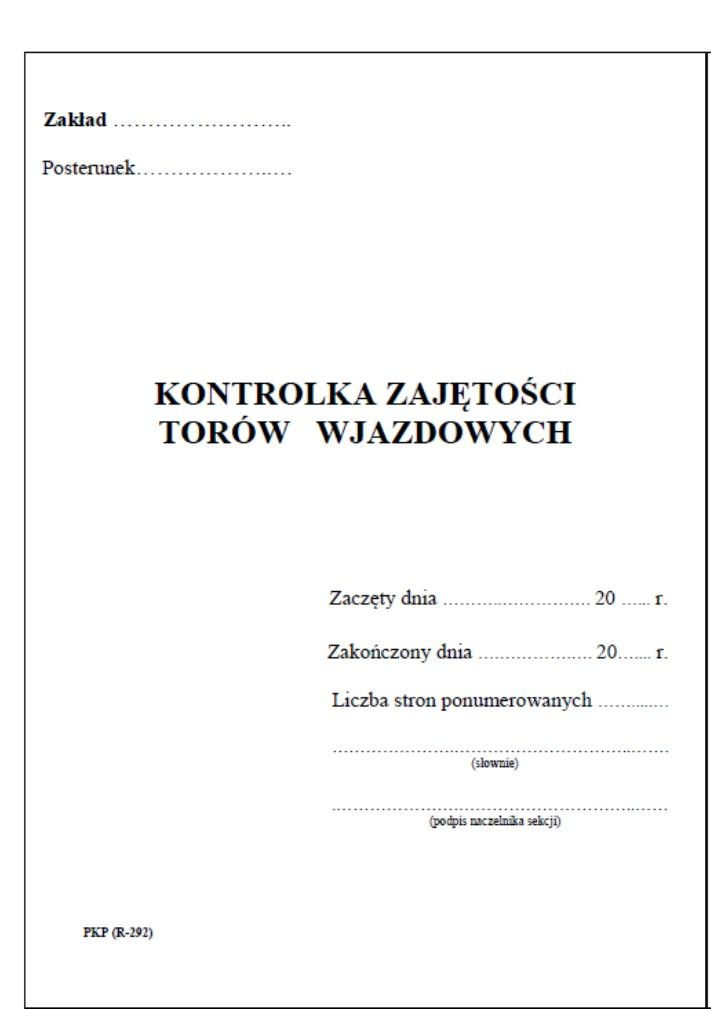 Zakład ……………………..
Posterunek………………..….
KONTROLKA ZAJĘTOŚCI
TORÓW WJAZDOWYCH
Zaczęty dnia ………..…………… 20 …... r.
Zakończony dnia ………………... 20…... r.
Liczba stron ponumerowanych ……....…
…………………..……………………..……
(słownie)
………………………………………..……
(podpis naczelnika sekcji)
PKP (R-292)